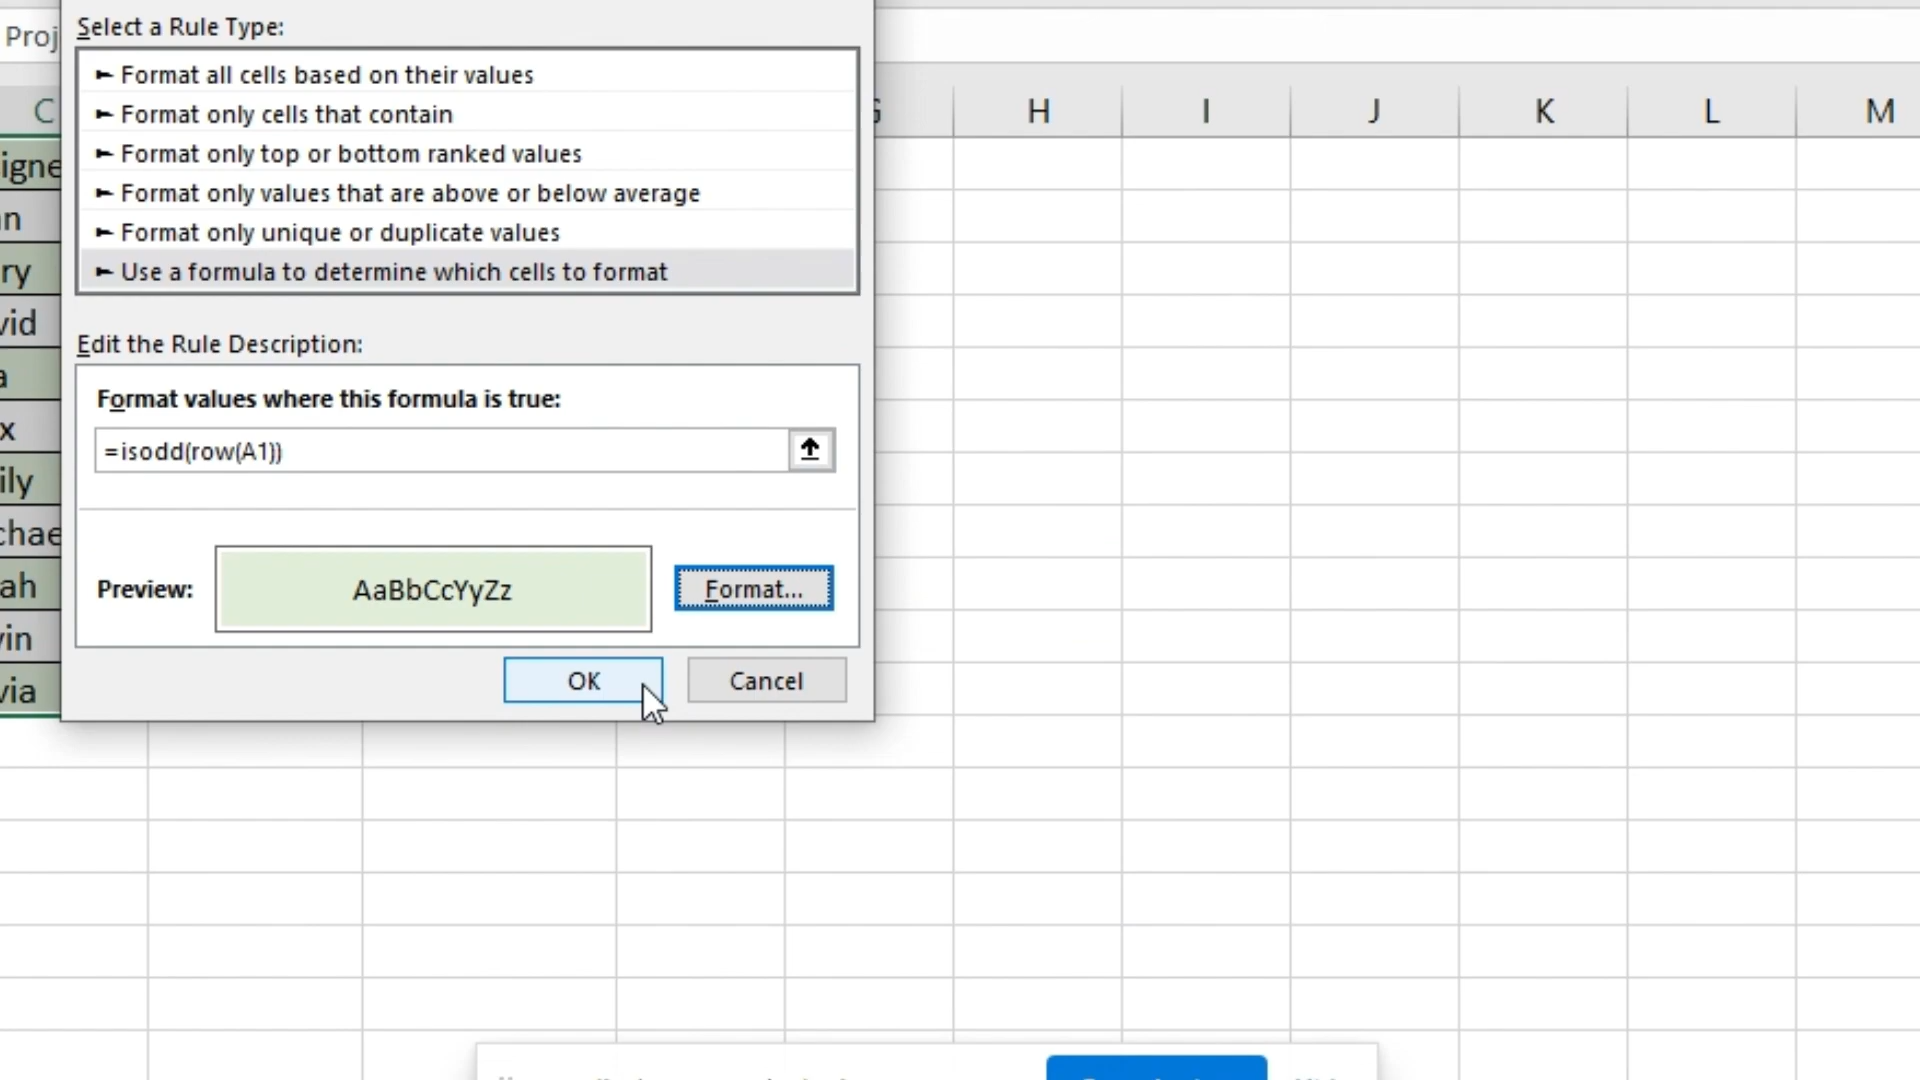 Select a Rule Type:
Proj
► Format all cells based on their values
► Format only cells that contain
► Format only top or bottom ranked values
► Format only values that are above or below average
► Format only unique or duplicate values
► Use a formula to determine which cells to format
C H I J K L M
igne
n
ry
vid
a
x
ily
chae
ah
vin
via
Edit the Rule Description:
Format values where this formula is true:
=isodd(row(A1))
Preview: AaBbCcYyZz Format...
OK Cancel